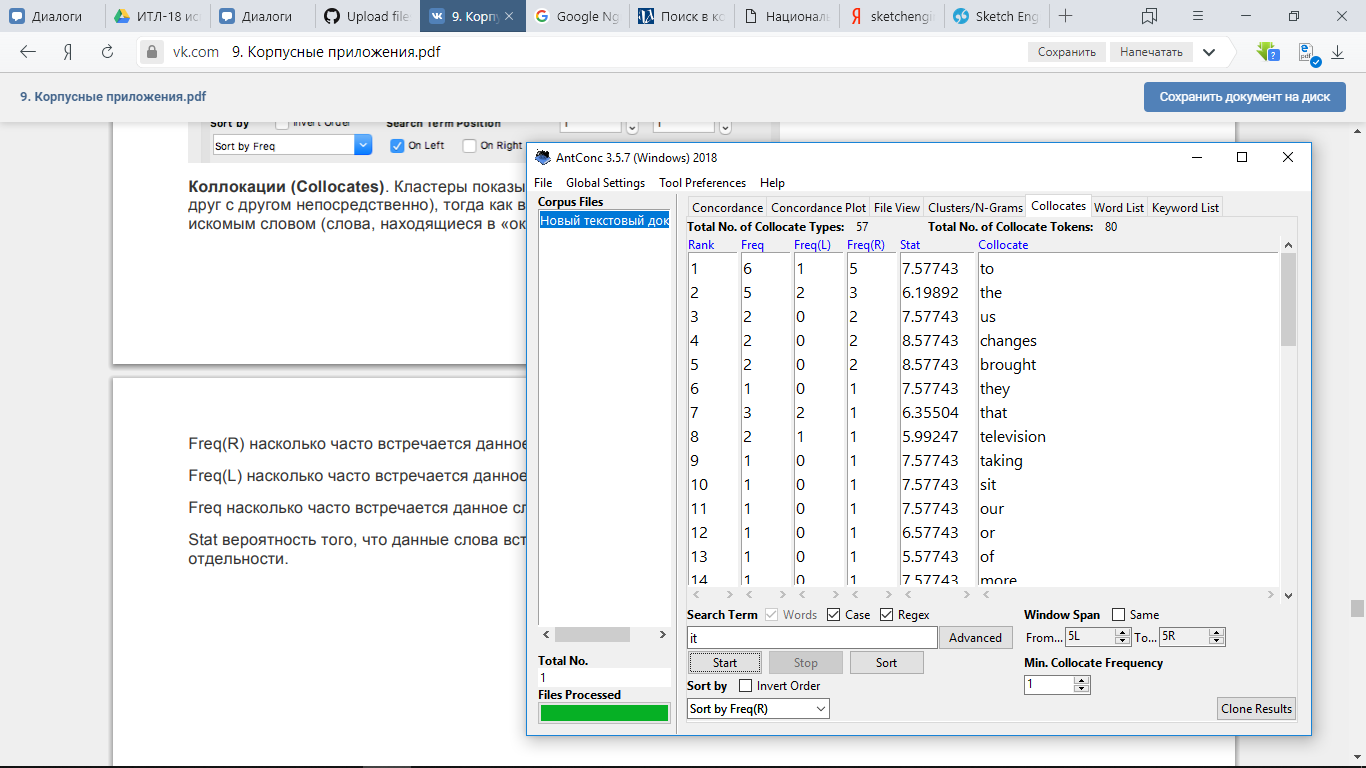 Диалоги
ИТЛ-18 ис
Диалоги
Upload file
9. Корпу
Google Ng
Поиск в ко
Националь
sketchengi
Sketch Eng
vk.com 9. Корпусные приложения.pdf
Сохранить
Напечатать
9. Корпусные приложения.pdf
Сохранить документ на диск
Sort by Invert Order Search Term Position
Sort by Freq On Left On Right
Коллокации (Collocates). Кластеры показы
друг с другом непосредственно), тогда как в
искомым словом (слова, находящиеся в «ок
Freq(R) насколько часто встречается данное
Freq(L) насколько часто встречается данное
Freq насколько часто встречается данное сл
Stat вероятность того, что данные слова вст
отдельности.
AntConc 3.5.7 (Windows) 2018
File Global Settings Tool Preferences Help
Corpus Files
Новый текстовый док
Total No.
1
Files Processed
Concordance Concordance Plot File View Clusters/N-Grams Collocates Word List Keyword List
Total No. of Collocate Types: 57 Total No. of Collocate Tokens: 80
Rank Freq Freq(L) Freq(R) Stat Collocate
1 6 1 5 7.57743 to
2 5 2 3 6.19892 the
3 2 0 2 7.57743 us
4 2 0 2 8.57743 changes
5 2 0 2 8.57743 brought
6 1 0 1 7.57743 they
7 3 2 1 6.35504 that
8 2 1 1 5.99247 television
9 1 0 1 7.57743 taking
10 1 0 1 7.57743 sit
11 1 0 1 7.57743 our
12 1 0 1 6.57743 or
13 1 0 1 5.57743 of
14 1 0 1 7.57743 more
Search Term Words Case Regex
it
Advanced
Start Stop Sort
Sort by Invert Order
Sort by Freq(R)
Window Span Same
From... 5L To... 5R
Min. Collocate Frequency
1
Clone Results